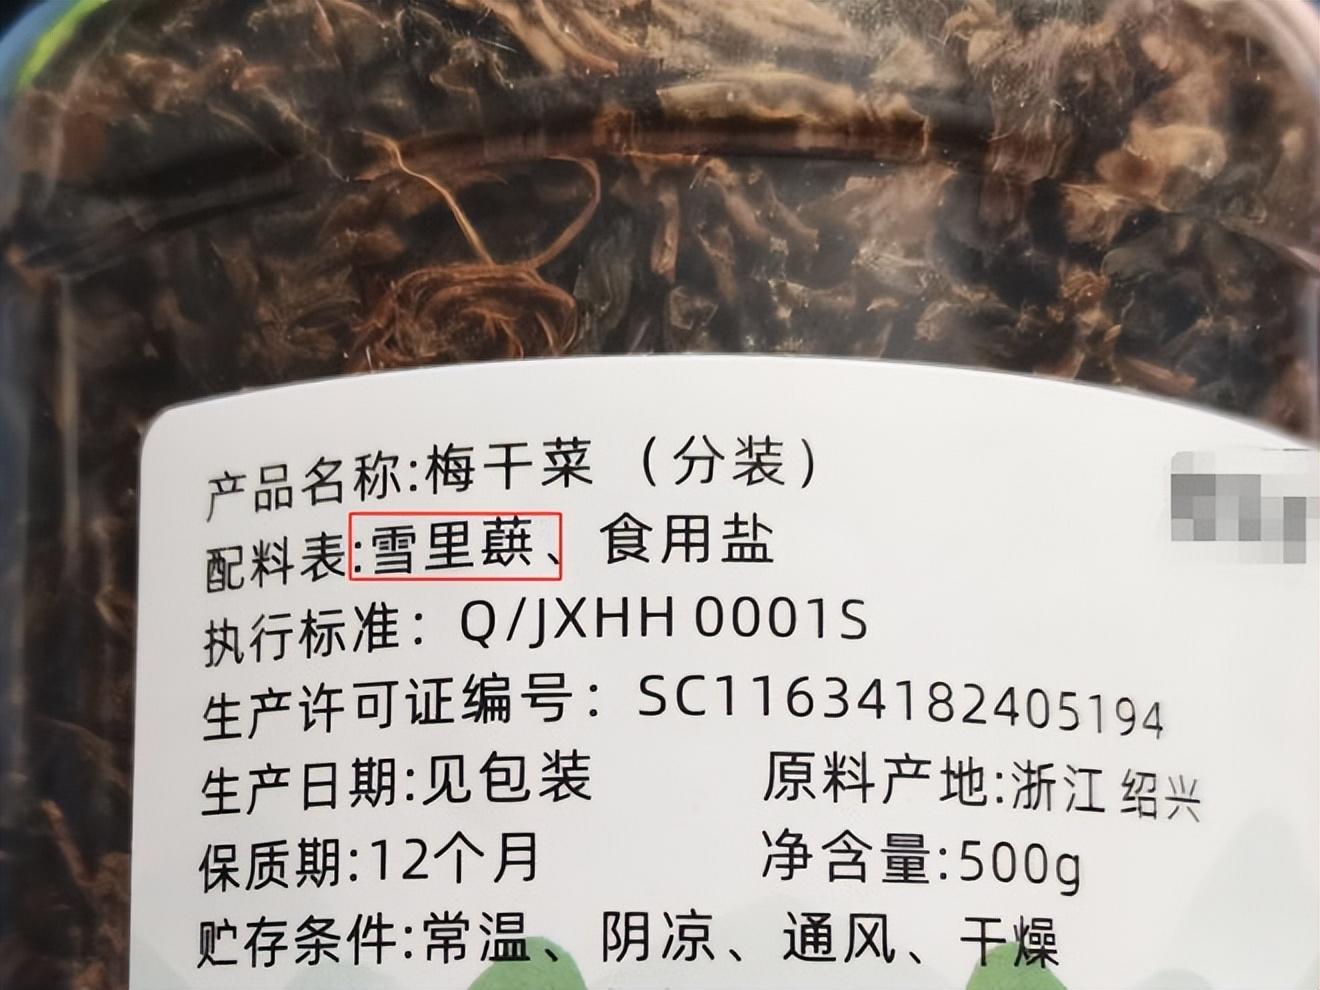 产品名称:梅干菜（分装）
配料表:雪里蕻、食用盐
执行标准：Q/JXHH 0001S
生产许可证编号：SC11634182405194
生产日期:见包装 原料产地:浙江 绍兴
保质期:12个月 净含量:500g
贮存条件:常温、阴凉、通风、干燥